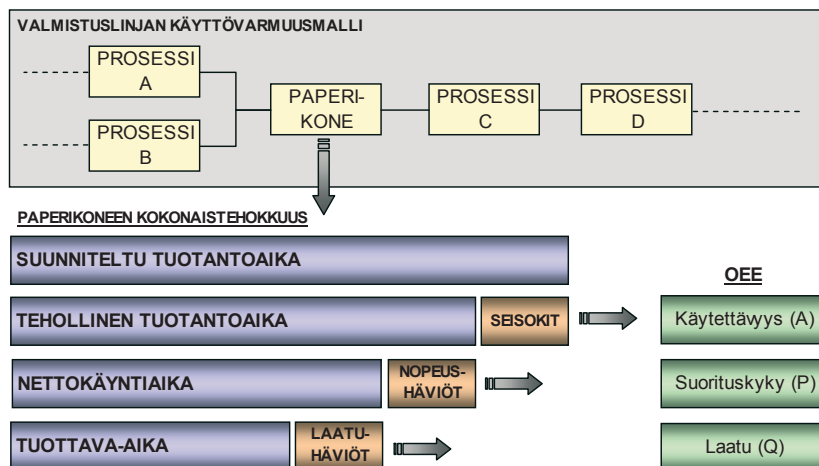 VALMISTUSLINJAN KÄYTTÖVARMUUSMALLI
PROSESSI
A
PROSESSI
B
PAPERI-
KONE
PROSESSI
C
PROSESSI
D
PAPERIKONEEN KOKONAISTEHOKKUUS
SUUNNITELTU TUOTANTOAIKA
OEE
TEHOLLINEN TUOTANTOAIKA
SEISOKIT
Käytettävyys (A)
NETTOKÄYNTIAIKA
NOPEUS-
HÄVIÖT
Suorituskyky (P)
TUOTTAVA-AIKA
LAATU-
HÄVIÖT
Laatu (Q)